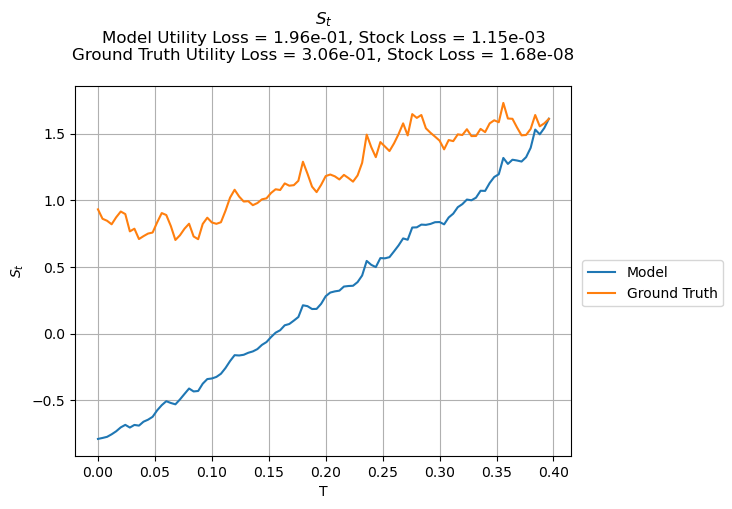 S_t
Model Utility Loss = 1.96e-01, Stock Loss = 1.15e-03
Ground Truth Utility Loss = 3.06e-01, Stock Loss = 1.68e-08
1.5
1.0
0.5
0.0
−0.5
S_t
0.00 0.05 0.10 0.15 0.20 0.25 0.30 0.35 0.40
T
Model
Ground Truth